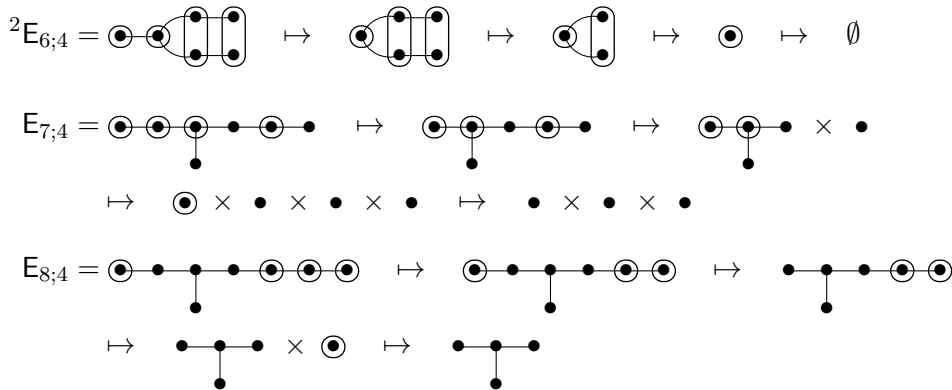 ²E₆;₄ = ↦ ↦ ↦ ↦ ∅
E₇;₄ = ↦ ↦ ×
↦ × × × ↦ × ×
E₈;₄ = ↦ ↦
↦ × ↦